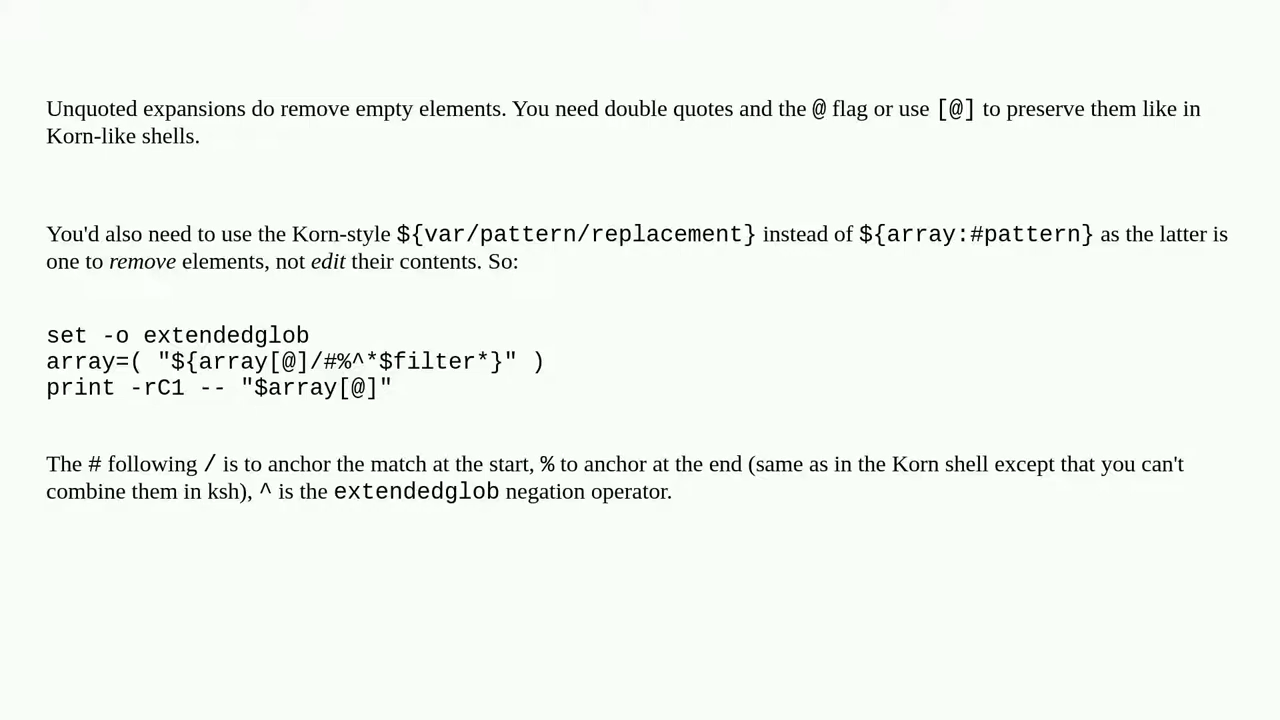 Unquoted expansions do remove empty elements. You need double quotes and the @ flag or use [@] to preserve them like in
Korn-like shells.
You'd also need to use the Korn-style ${var/pattern/replacement} instead of ${array:#pattern} as the latter is
one to remove elements, not edit their contents. So:
set -o extendedglob
array=( "${array[@]/#%^*$filter*}" )
print -rC1 -- "$array[@]"
The # following / is to anchor the match at the start, % to anchor at the end (same as in the Korn shell except that you can't
combine them in ksh), ^ is the extendedglob negation operator.